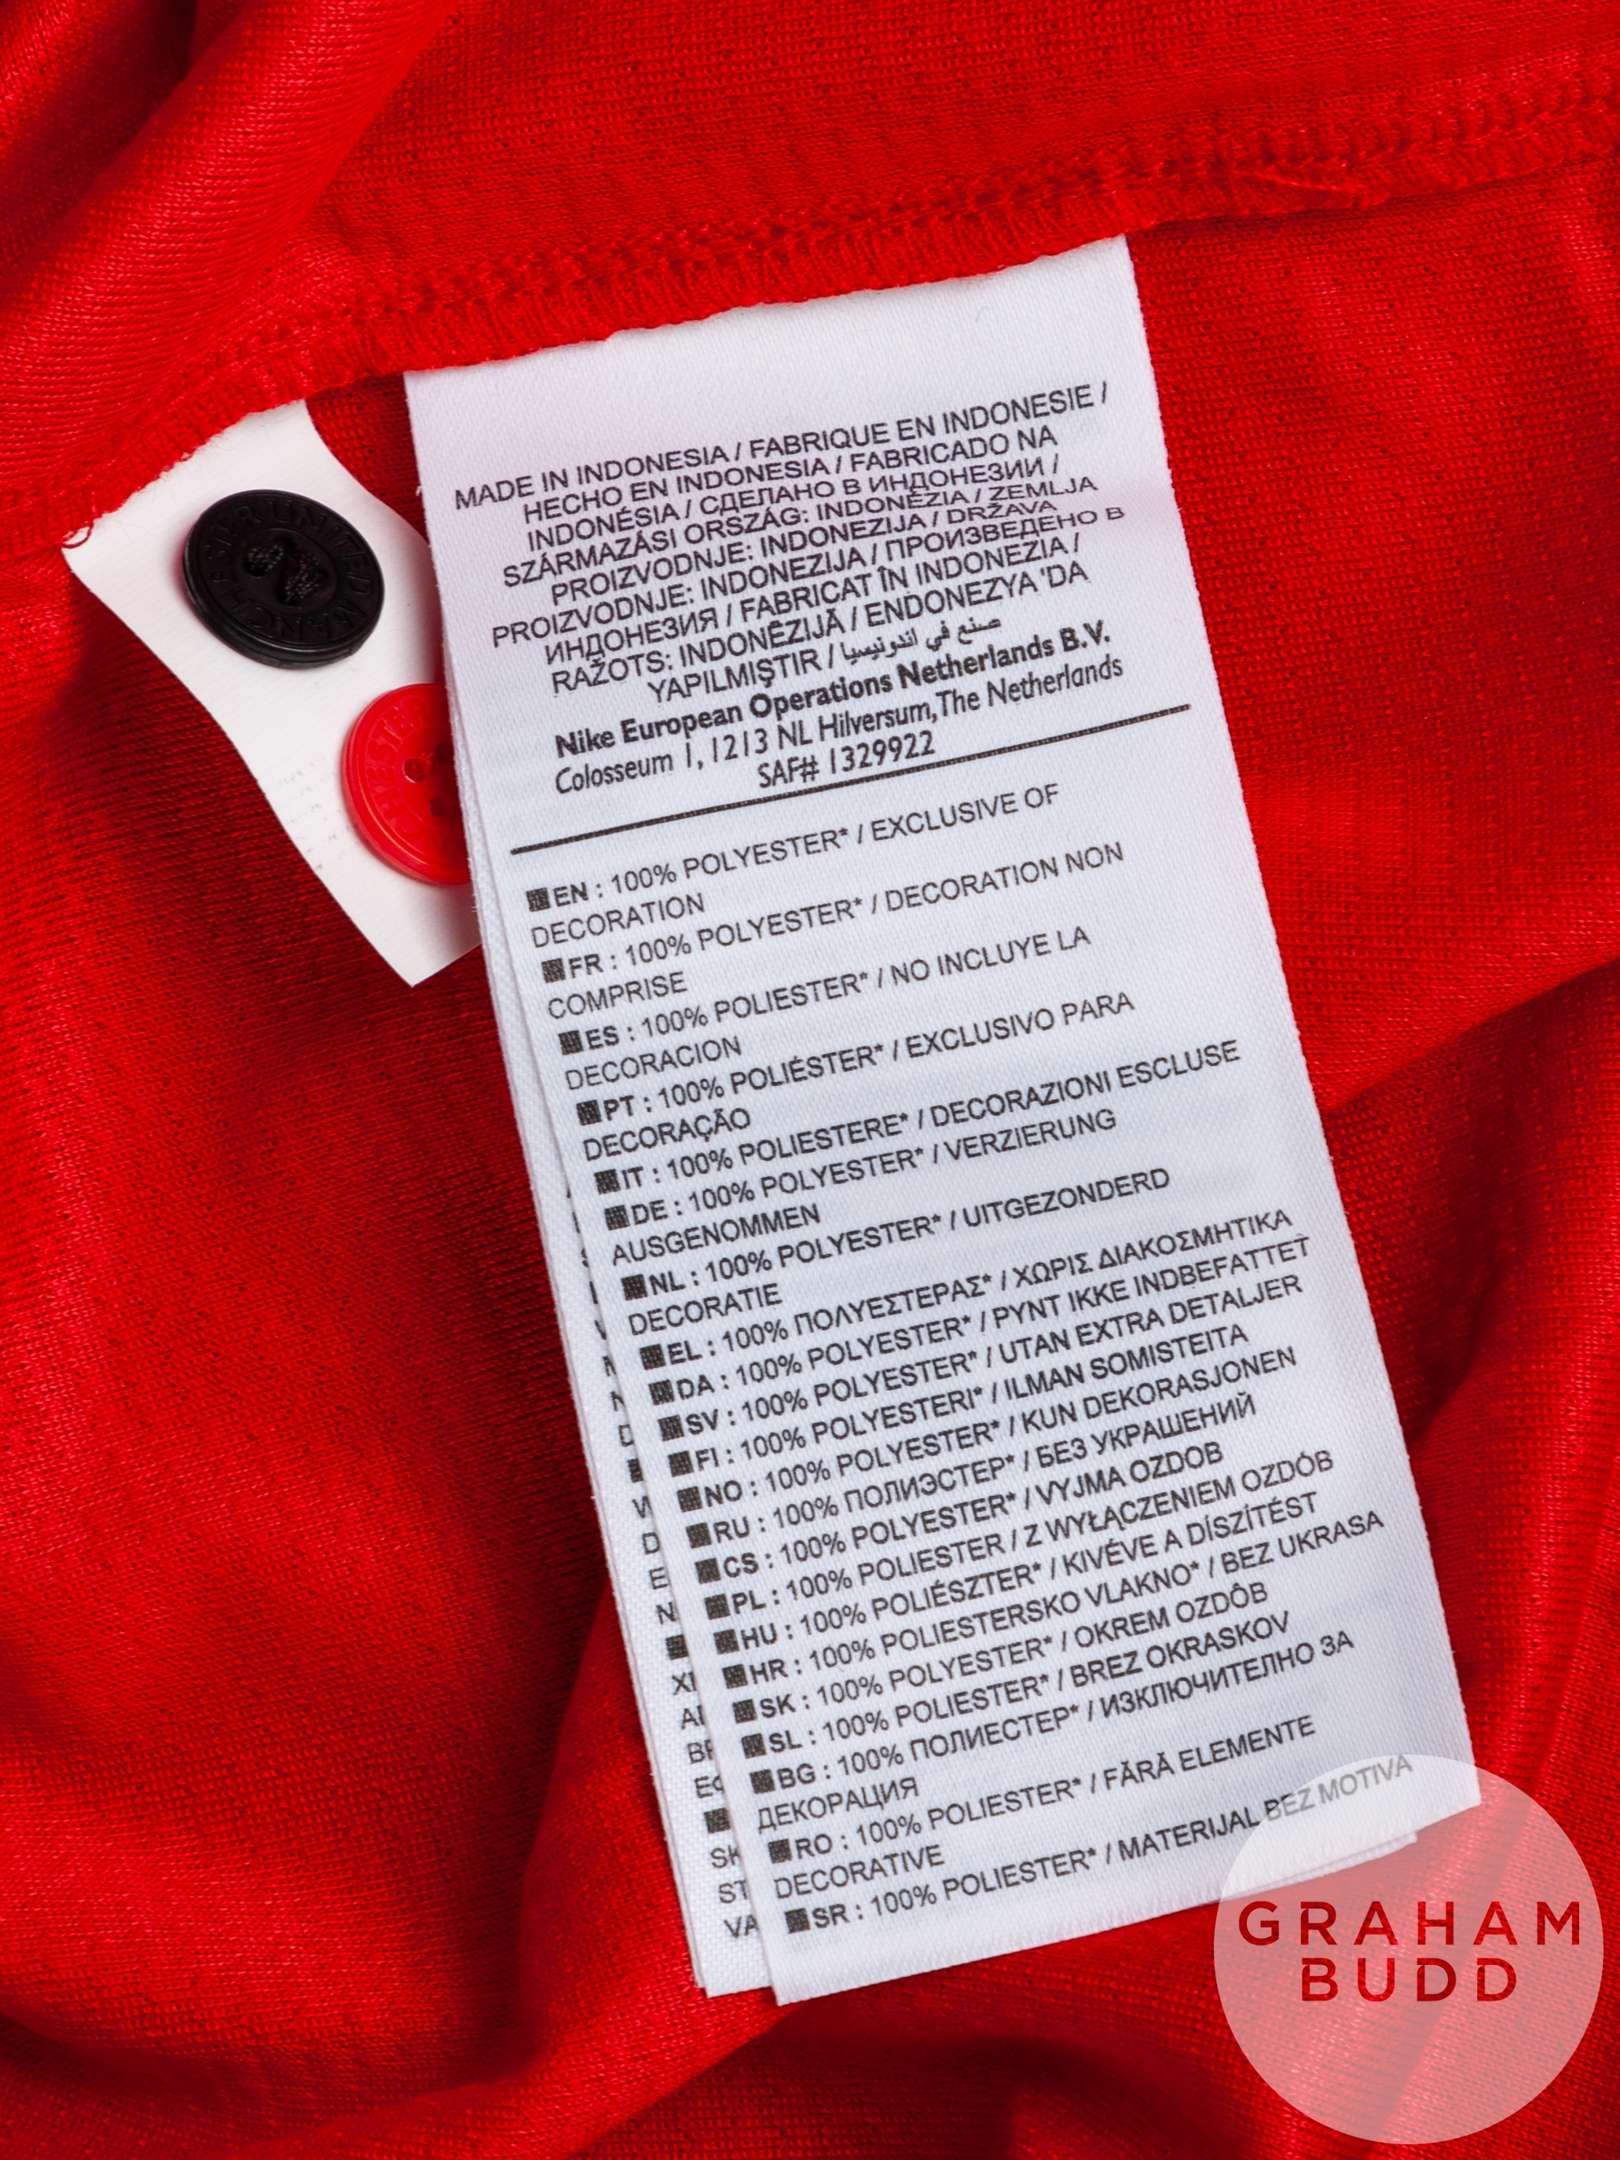 MADE IN INDONESIA / FABRIQUE EN INDONESIE /
HECHO EN INDONESIA / FABRICADO NA
INDONÉSIA / СДЕЛАНО В ИНДОНЕЗИИ /
SZÁRMAZÁSI ORSZÁG: INDONÉZIA / ZEMLJA
PROIZVODNJE: INDONEZIJA / DRŽAVA
PROIZVODNJE: INDONEZIJA / ПРОИЗВЕДЕНО В
ИНДОНЕЗИЯ / FABRICAT ÎN INDONEZIA /
RAŽOTS: INDONĒZIJĀ / ENDONEZYA 'DA
YAPILMIŞTIR / صنع في اندونيسيا
Nike European Operations Netherlands B.V.
Colosseum 1, 1213 NL Hilversum, The Netherlands
SAF# 1329922
EN : 100% POLYESTER* / EXCLUSIVE OF
DECORATION
FR : 100% POLYESTER* / DECORATION NON
COMPRISE
ES : 100% POLIESTER* / NO INCLUYE LA
DECORACION
PT : 100% POLIÉSTER* / EXCLUSIVO PARA
DECORAÇÃO
IT : 100% POLIESTERE* / DECORAZIONI ESCLUSE
DE : 100% POLYESTER* / VERZIERUNG
AUSGENOMMEN
NL : 100% POLYESTER* / UITGEZONDERD
DECORATIE
EL : 100% ΠΟΛΥΕΣΤΕΡΑΣ* / ΧΩΡΙΣ ΔΙΑΚΟΣΜΗΤΙΚΑ
DA : 100% POLYESTER* / PYNT IKKE INDBEFATTET
SV : 100% POLYESTER* / UTAN EXTRA DETALJER
FI : 100% POLYESTERI* / ILMAN SOMISTEITA
NO : 100% POLYESTER* / KUN DEKORASJONEN
RU : 100% ПОЛИЭСТЕР* / БЕЗ УКРАШЕНИЙ
CS : 100% POLYESTER* / VYJMA OZDOB
PL : 100% POLIESTER / Z WYŁĄCZENIEM OZDÓB
HU : 100% POLIÉSZTER* / KIVÉVE A DÍSZÍTÉST
HR : 100% POLIESTERSKO VLAKNO* / BEZ UKRASA
SK : 100% POLYESTER* / OKREM OZDÔB
SL : 100% POLIESTER* / BREZ OKRASKOV
BG : 100% ПОЛИЕСТЕР* / ИЗКЛЮЧИТЕЛНО ЗА
ДЕКОРАЦИЯ
RO : 100% POLIESTER* / FĂRĂ ELEMENTE
DECORATIVE
SR : 100% POLIESTER* / MATERIJAL BEZ MOTIVA
GRAHAM
BUDD